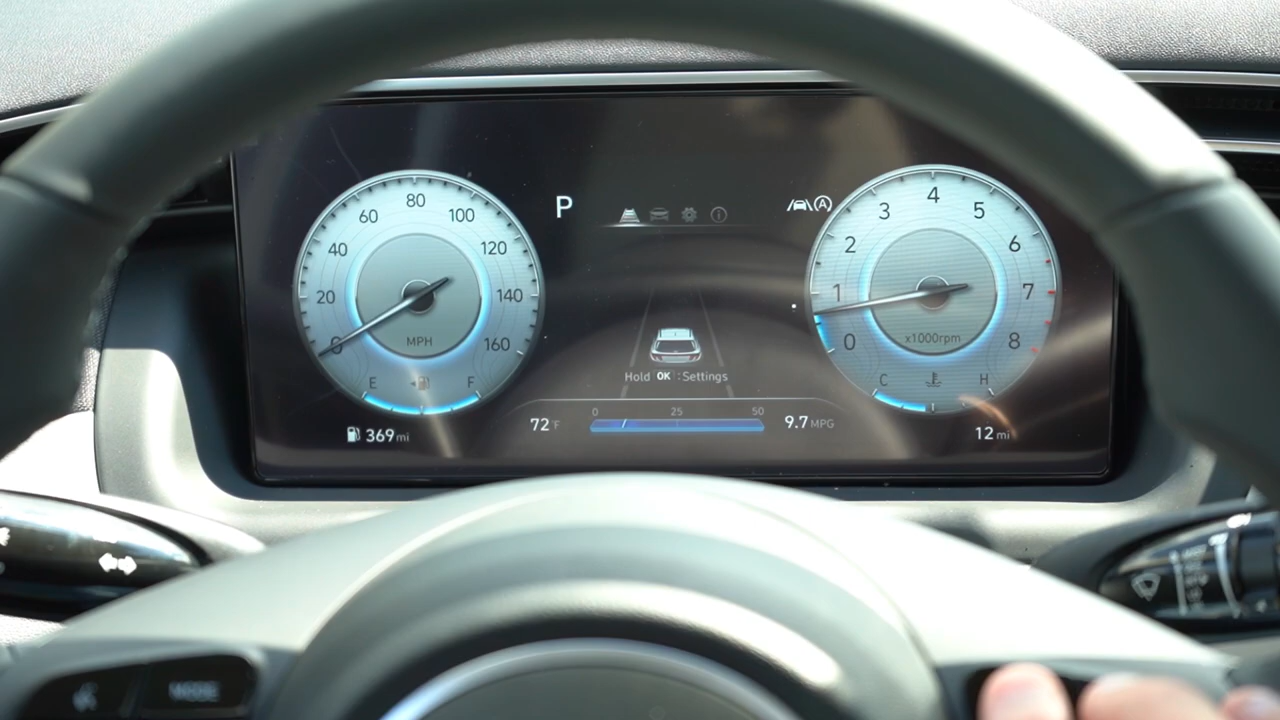 0 20 40 60 80 100 120 140 160
MPH
E F
369 mi
P
Hold OK : Settings
72°F
0 25 50
9.7 MPG
A
0 1 2 3 4 5 6 7 8
x1000rpm
C H
12 mi
MODE